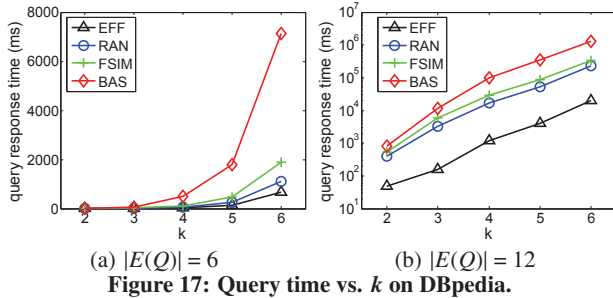 query response time (ms)
8000
6000
4000
2000
0
EFF
RAN
FSIM
BAS
2 3 4 5 6
k
(a) |E(Q)| = 6
query response time (ms)
10^7
10^6
10^5
10^4
10^3
10^2
10^1
EFF
RAN
FSIM
BAS
2 3 4 5 6
k
(b) |E(Q)| = 12
Figure 17: Query time vs. k on DBpedia.